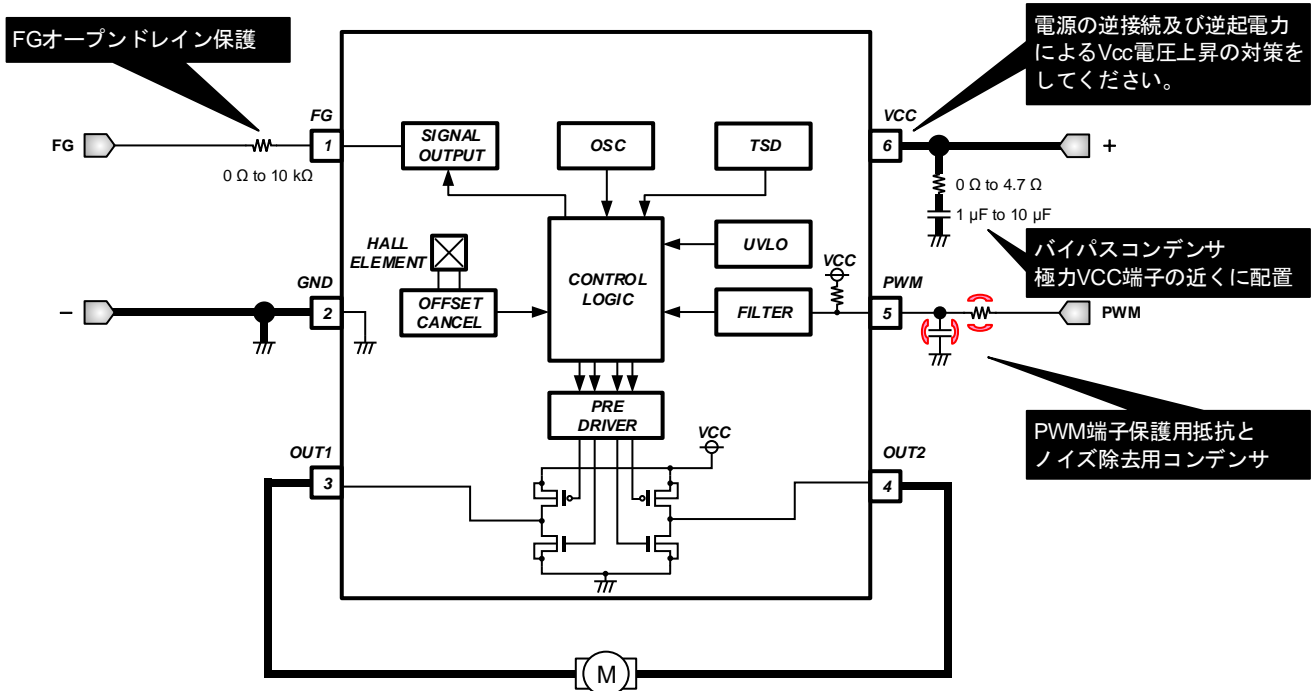 FGオープンドレイン保護
電源の逆接続及び逆起電力
によるVcc電圧上昇の対策を
してください。
FG
FG
1
0 Ω to 10 kΩ
SIGNAL
OUTPUT
OSC
TSD
VCC
6
+
0 Ω to 4.7 Ω
1 µF to 10 µF
HALL
ELEMENT
OFFSET
CANCEL
CONTROL
LOGIC
UVLO
VCC
FILTER
バイパスコンデンサ
極力VCC端子の近くに配置
GND
–
2
PWM
5
PWM
PRE
DRIVER
VCC
PWM端子保護用抵抗と
ノイズ除去用コンデンサ
OUT1
3
OUT2
4
M